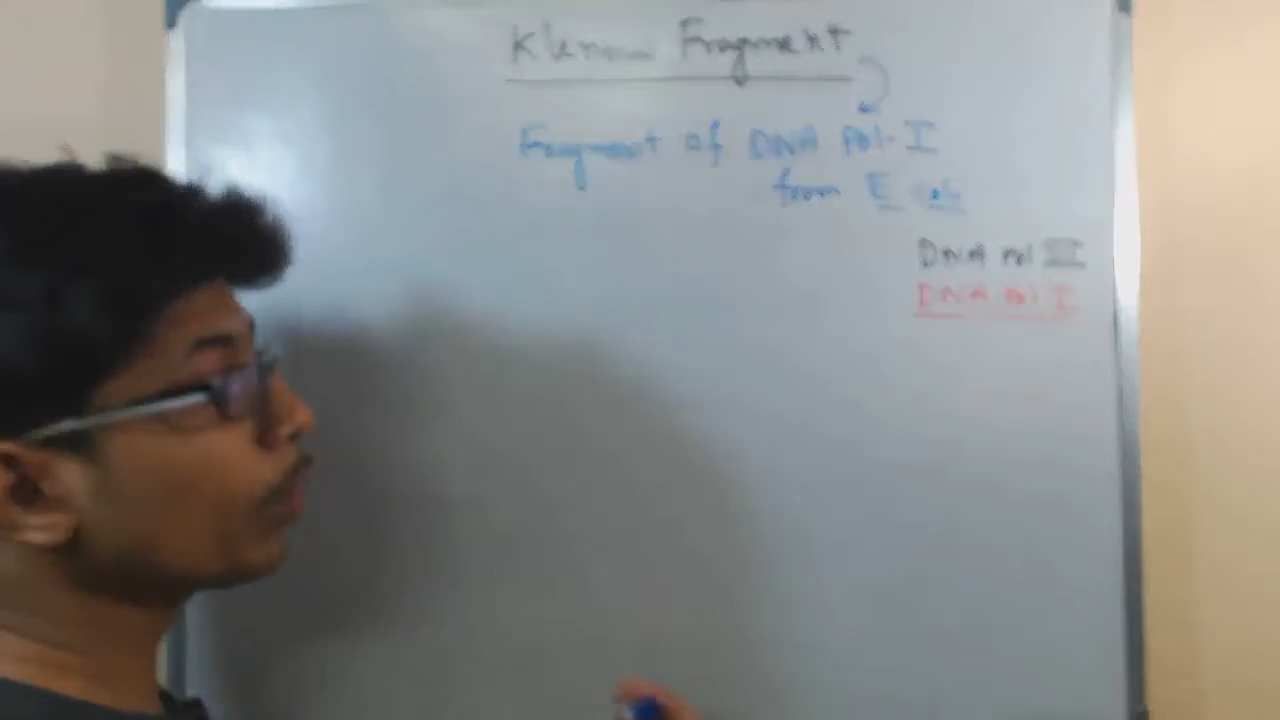 Klenow Fragment
Fragment of DNA Pol-I
from E coli
DNA Pol III
DNA Pol I